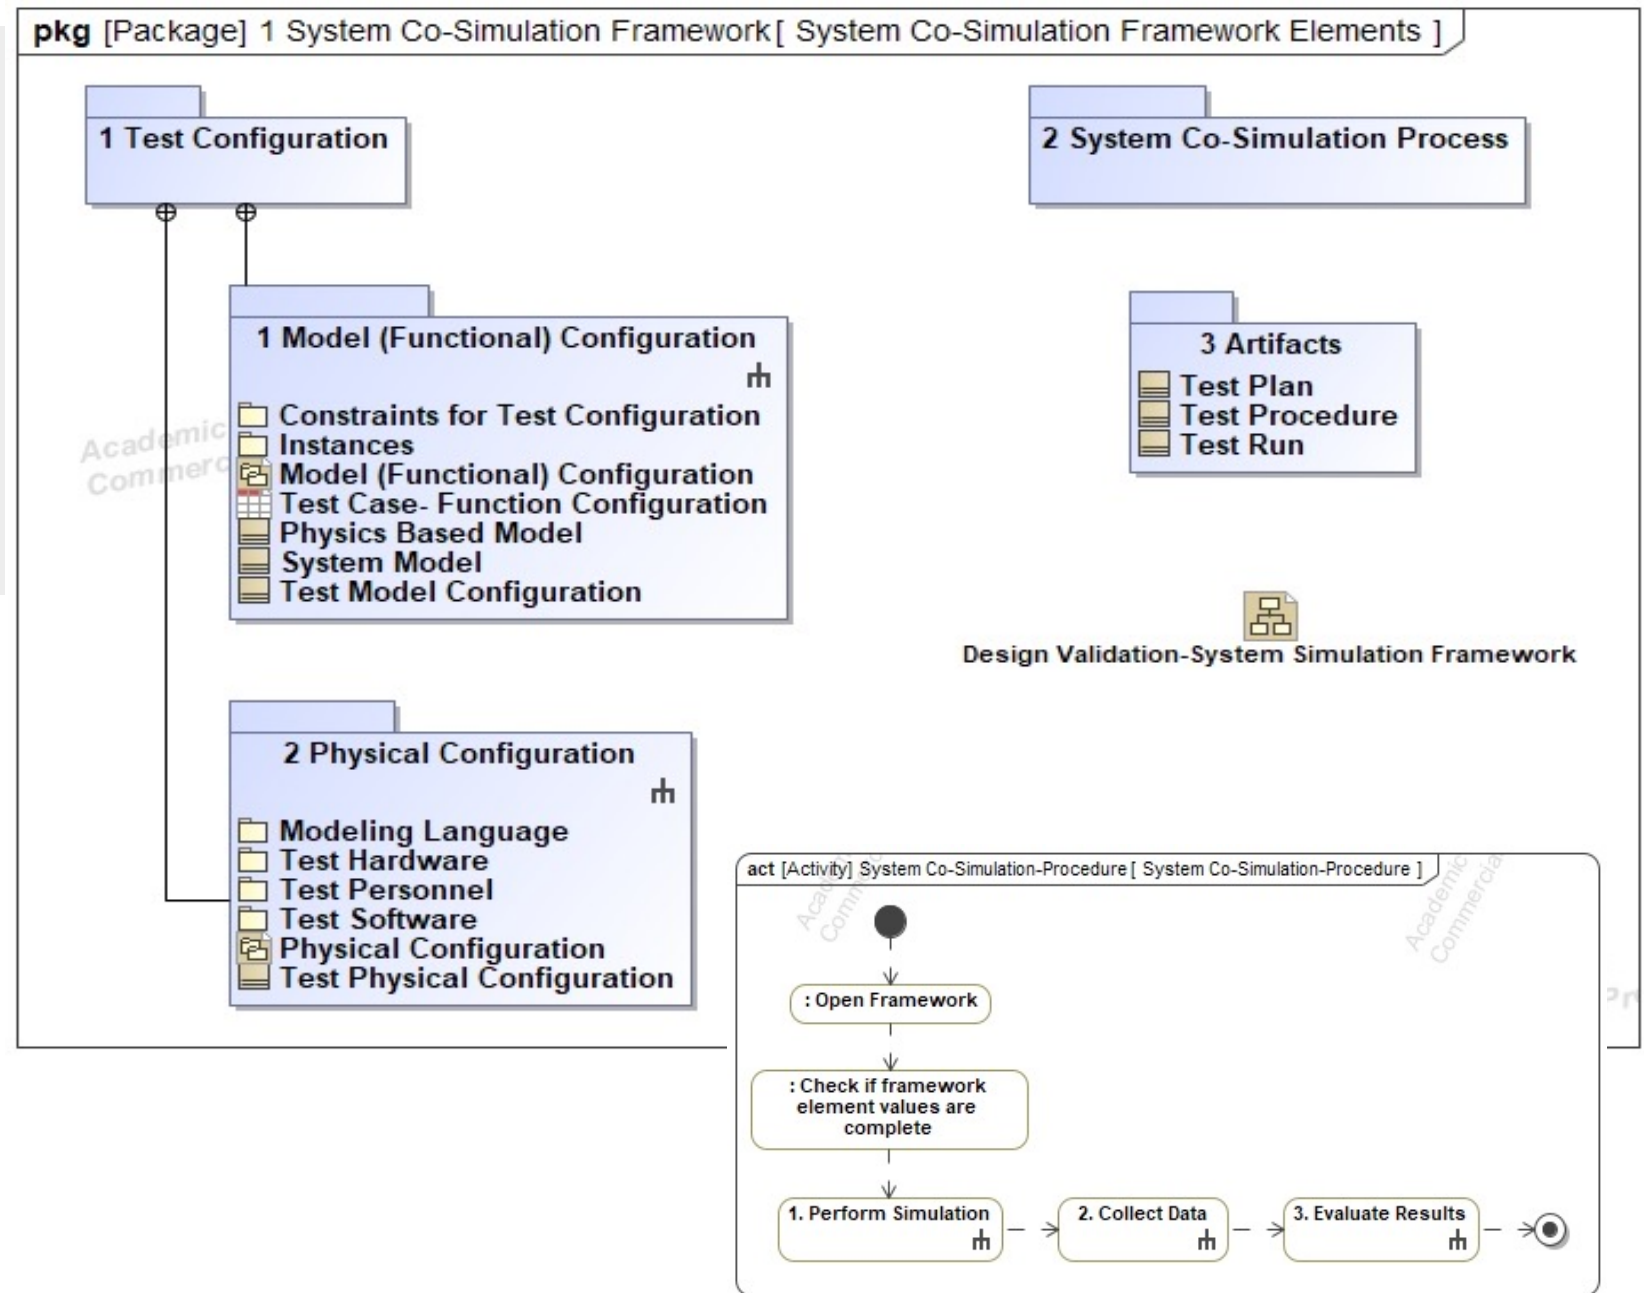 pkg [Package] 1 System Co-Simulation Framework [ System Co-Simulation Framework Elements ]
1 Test Configuration
2 System Co-Simulation Process
1 Model (Functional) Configuration
Constraints for Test Configuration
Instances
Model (Functional) Configuration
Test Case- Function Configuration
Physics Based Model
System Model
Test Model Configuration
3 Artifacts
Test Plan
Test Procedure
Test Run
Academic
Design Validation-System Simulation Framework
2 Physical Configuration
Modeling Language
Test Hardware
Test Personnel
Test Software
Physical Configuration
Test Physical Configuration
act [Activity] System Co-Simulation-Procedure [ System Co-Simulation-Procedure ]
Academic
Commercia
: Open Framework
: Check if framework
element values are
complete
1. Perform Simulation
2. Collect Data
3. Evaluate Results